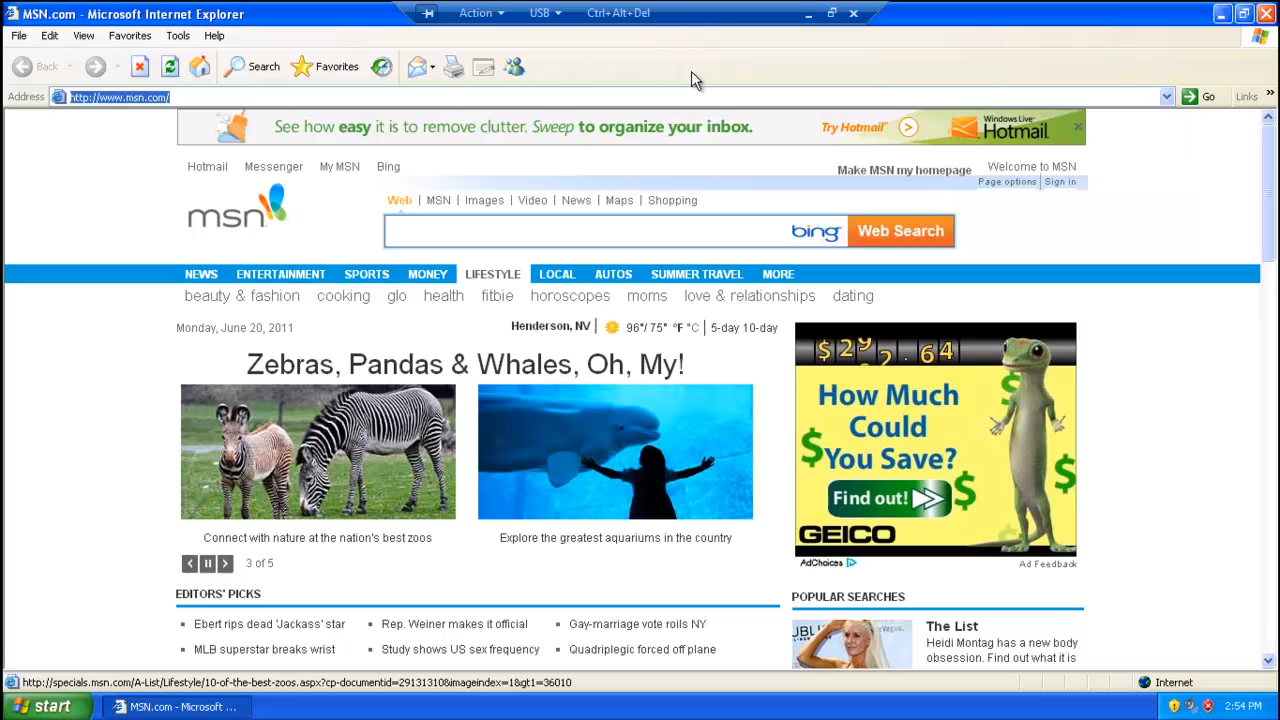 MSN.com - Microsoft Internet Explorer
Action USB Ctrl+Alt+Del
File Edit View Favorites Tools Help
Back Search Favorites
Address http://www.msn.com/ Go Links »
See how easy it is to remove clutter. Sweep to organize your inbox. Try Hotmail Windows Live™ Hotmail
Hotmail Messenger My MSN Bing Make MSN my homepage Welcome to MSN
Page options Sign in
msn
Web | MSN | Images | Video | News | Maps | Shopping
bing Web Search
NEWS ENTERTAINMENT SPORTS MONEY LIFESTYLE LOCAL AUTOS SUMMER TRAVEL MORE
beauty & fashion cooking glo health fitbie horoscopes moms love & relationships dating
Monday, June 20, 2011 Henderson, NV 96°/ 75° °F °C 5-day 10-day
Zebras, Pandas & Whales, Oh, My!
Connect with nature at the nation's best zoos
Explore the greatest aquariums in the country
3 of 5
How Much
Could
You Save?
Find out!
GEICO
AdChoices Ad Feedback
EDITORS' PICKS
Ebert rips dead 'Jackass' star Rep. Weiner makes it official Gay-marriage vote roils NY
MLB superstar breaks wrist Study shows US sex frequency Quadriplegic forced off plane
POPULAR SEARCHES
The List
Heidi Montag has a new body
obsession. Find out what it is
http://specials.msn.com/A-List/Lifestyle/10-of-the-best-zoos.aspx?cp-documentid=29131310&imageindex=1&gt1=36010 Internet
start MSN.com - Microsoft ... 2:54 PM